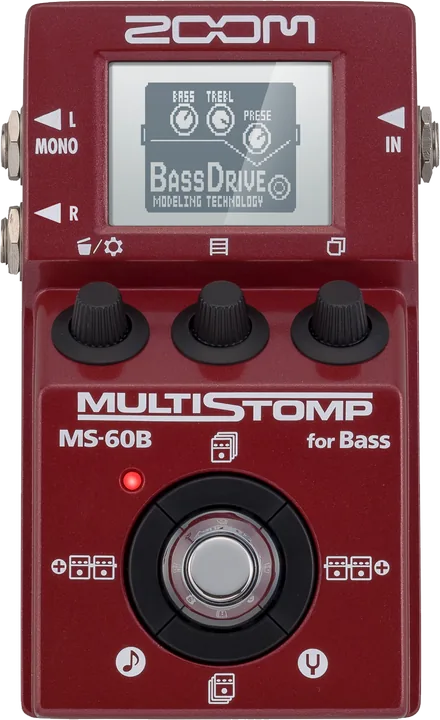 ZOOM
BASS TREBL
PRESE
L
MONO
IN
BASSDRIVE
MODELING TECHNOLOGY
R
MULTISTOMP
MS-60B
for Bass